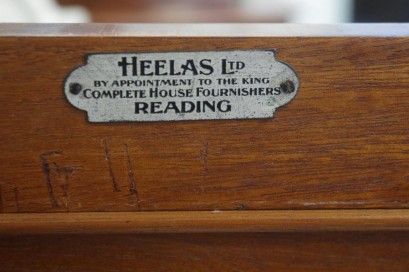 HEELAS LTD
BY APPOINTMENT TO THE KING
COMPLETE HOUSE FOURNISHERS
READING